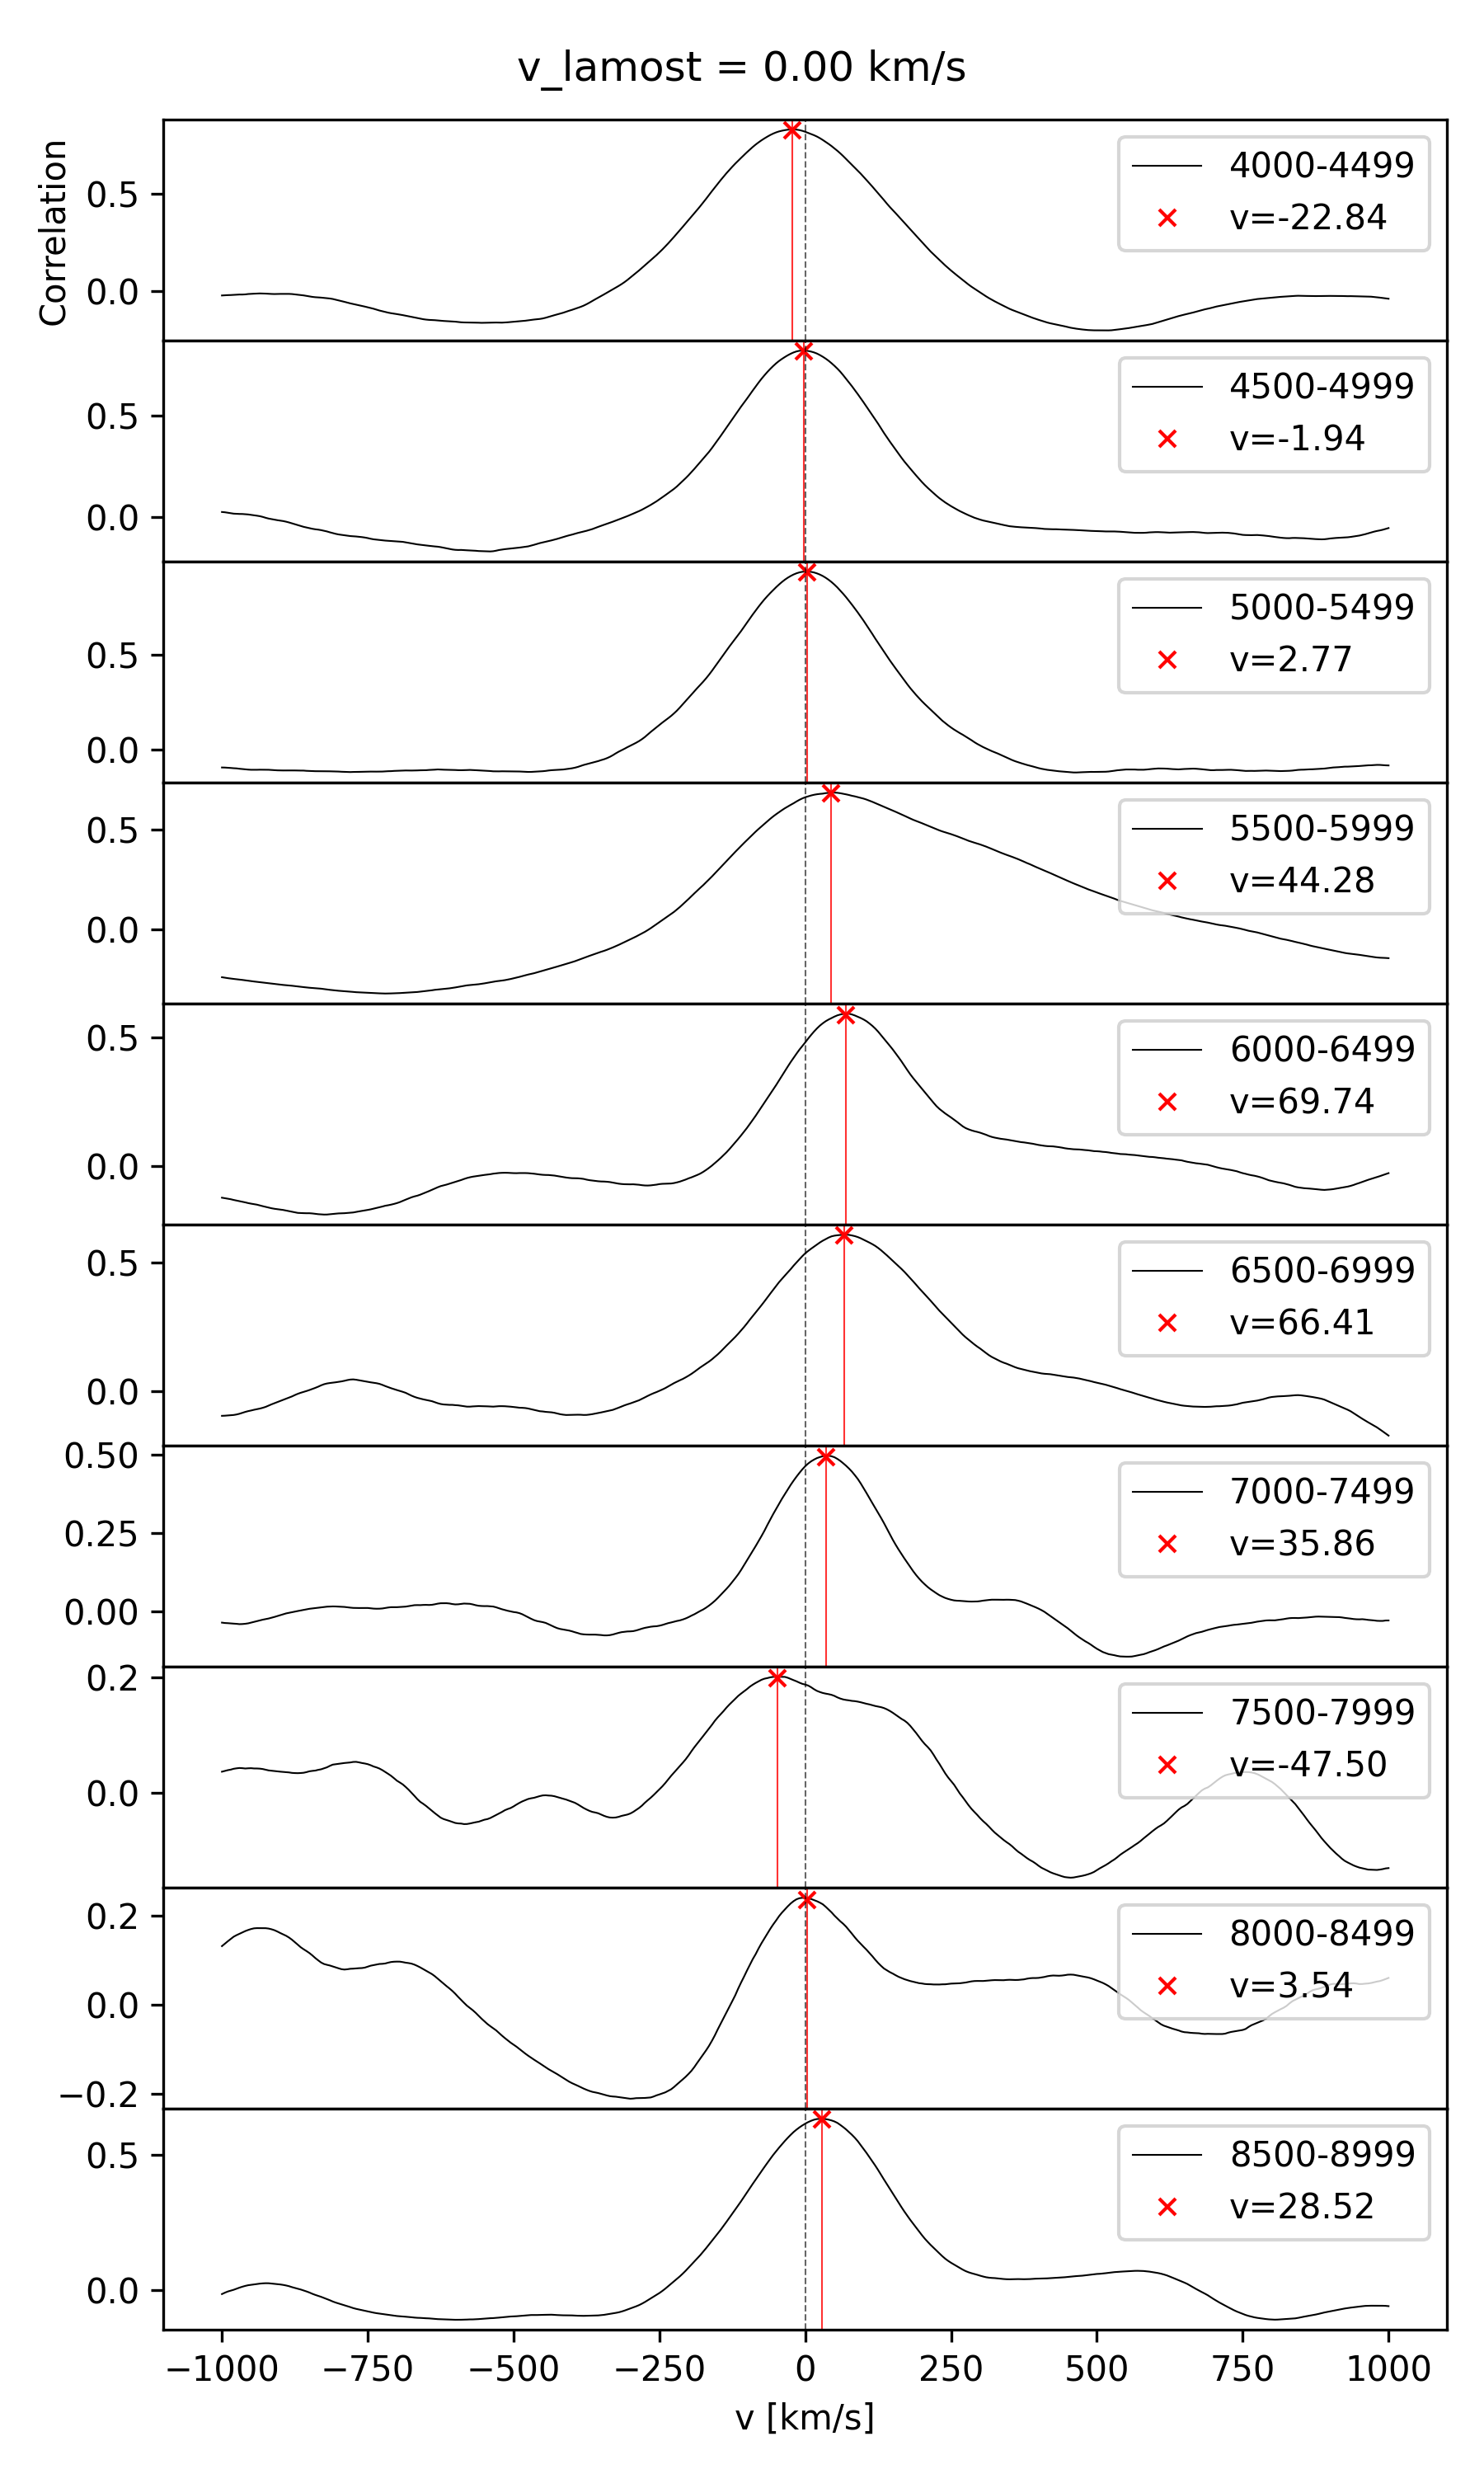 v_lamost = 0.00 km/s
Correlation
0.5
0.0
4000-4499
v=-22.84
0.5
0.0
4500-4999
v=-1.94
0.5
0.0
5000-5499
v=2.77
0.5
0.0
5500-5999
v=44.28
0.5
0.0
6000-6499
v=69.74
0.5
0.0
6500-6999
v=66.41
0.50
0.25
0.00
7000-7499
v=35.86
0.2
0.0
7500-7999
v=-47.50
0.2
0.0
−0.2
8000-8499
v=3.54
0.5
0.0
8500-8999
v=28.52
−1000 −750 −500 −250 0 250 500 750 1000
v [km/s]